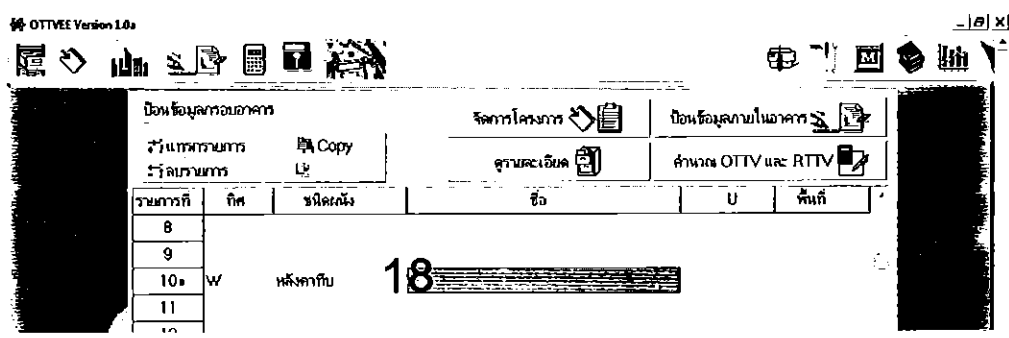 OTTVEE Version 1.0a
ป้อนข้อมูลกรอบอาคาร
แทรกรายการ Copy
ลบรายการ
จัดการโครงการ
ป้อนข้อมูลภายในอาคาร
ดูรายละเอียด
คำนวณ OTTV และ RTTV
รายการที่ ทิศ ชนิดผนัง ชื่อ U พื้นที่
8
9
10 W หลังคาทึบ 18
11